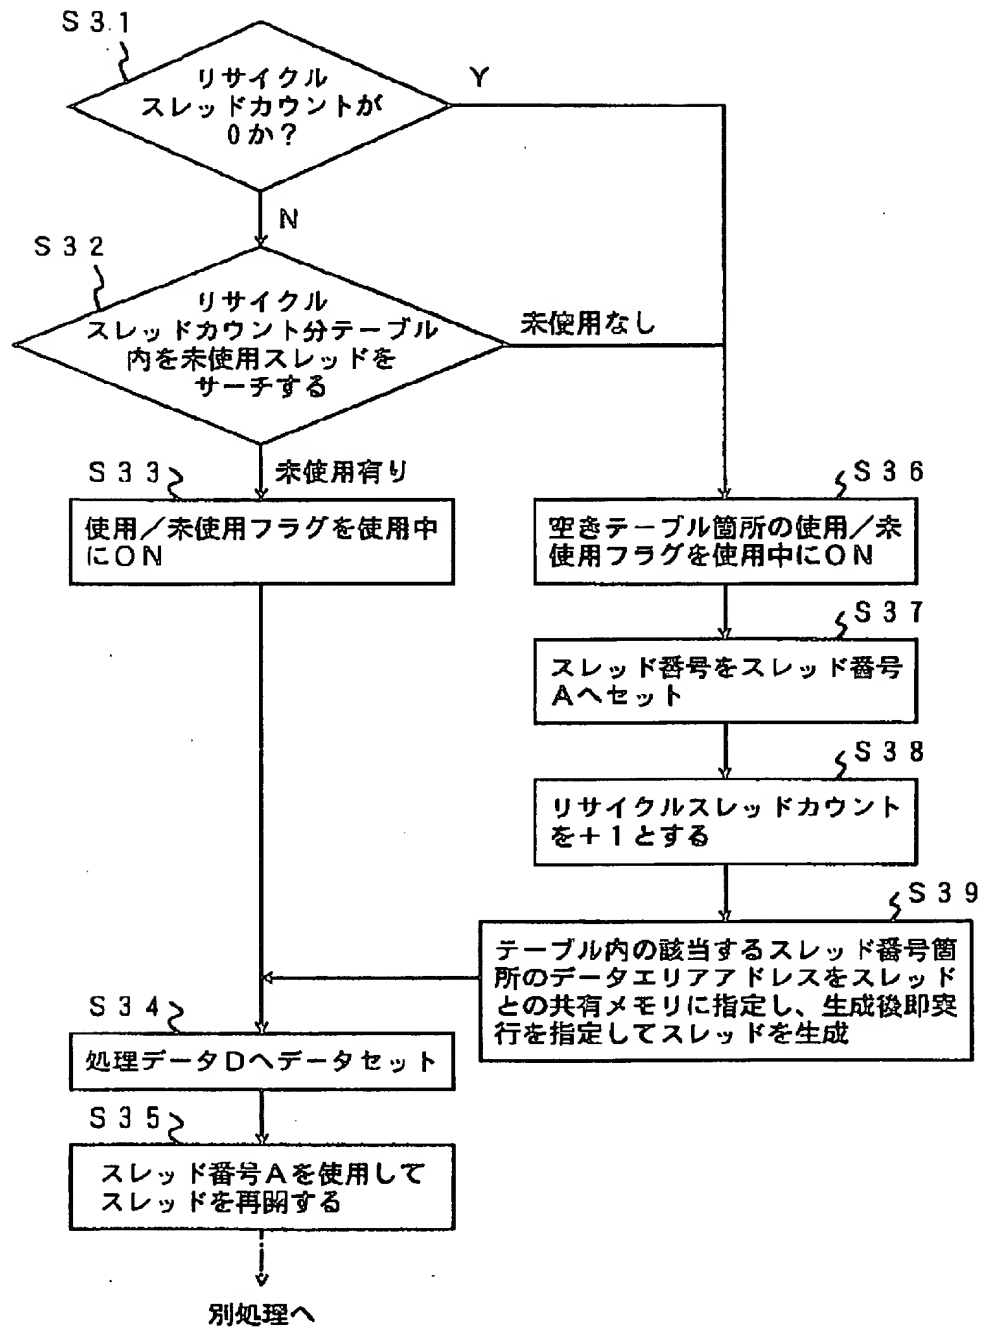 S31
リサイクル
スレッドカウントが
0か？
Y
N
S32
リサイクル
スレッドカウント分テーブル
内を未使用スレッドを
サーチする
未使用なし
未使用有り
S33
使用／未使用フラグを使用中
にON
S36
空きテーブル箇所の使用／未
使用フラグを使用中にON
S37
スレッド番号をスレッド番号
Aへセット
S38
リサイクルスレッドカウント
を＋1とする
S39
テーブル内の該当するスレッド番号箇
所のデータエリアアドレスをスレッド
との共有メモリに指定し、生成後即実
行を指定してスレッドを生成
S34
処理データDへデータセット
S35
スレッド番号Aを使用して
スレッドを再開する
別処理へ